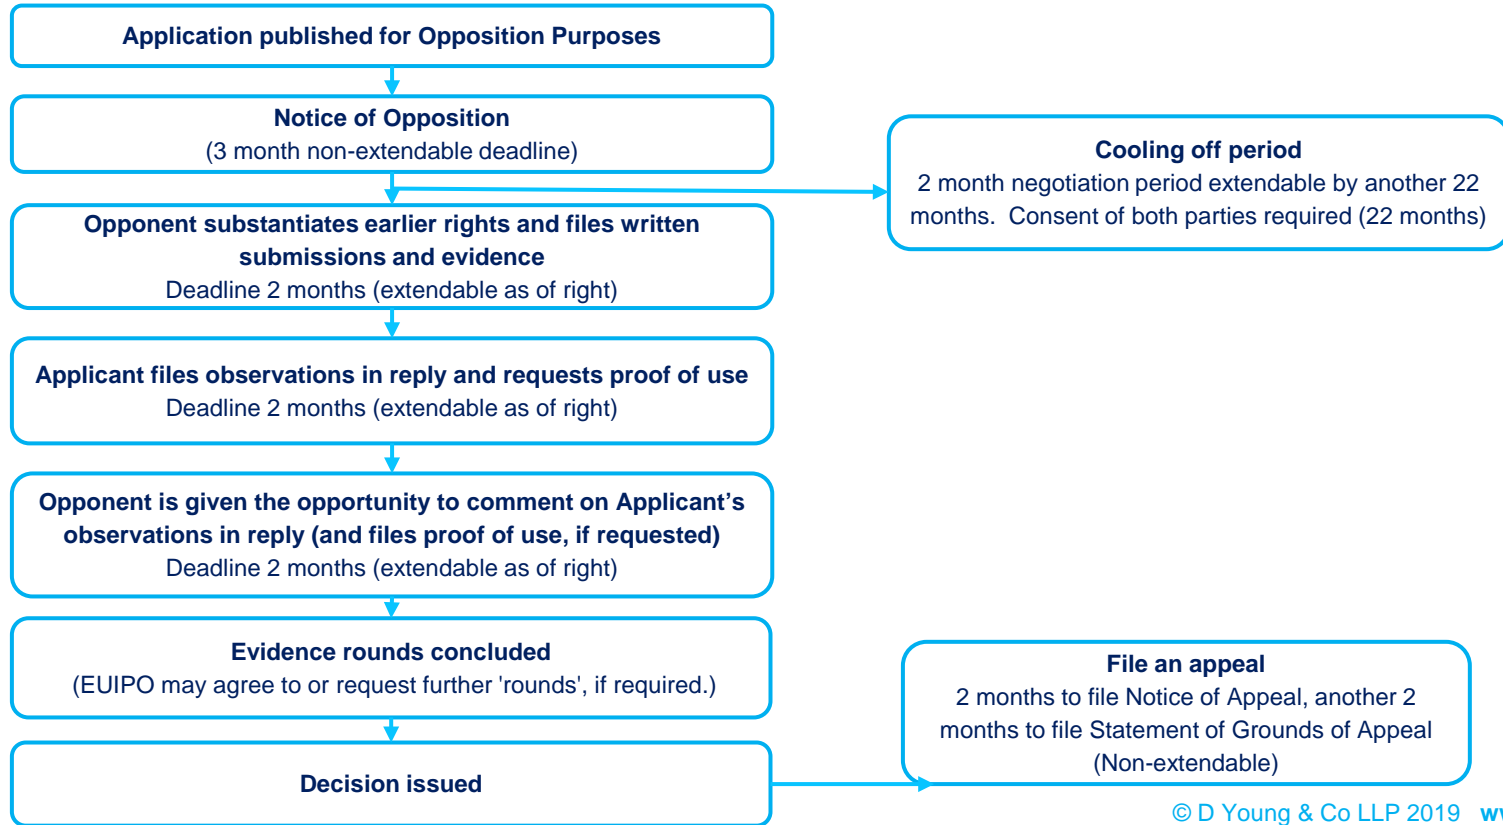 Application published for Opposition Purposes
Notice of Opposition
(3 month non-extendable deadline)
Cooling off period
2 month negotiation period extendable by another 22
months.  Consent of both parties required (22 months)
Opponent substantiates earlier rights and files written
submissions and evidence
Deadline 2 months (extendable as of right)
Applicant files observations in reply and requests proof of use
Deadline 2 months (extendable as of right)
Opponent is given the opportunity to comment on Applicant’s
observations in reply (and files proof of use, if requested)
Deadline 2 months (extendable as of right)
Evidence rounds concluded
(EUIPO may agree to or request further 'rounds', if required.)
File an appeal
2 months to file Notice of Appeal, another 2
months to file Statement of Grounds of Appeal
(Non-extendable)
Decision issued
© D Young & Co LLP 2019